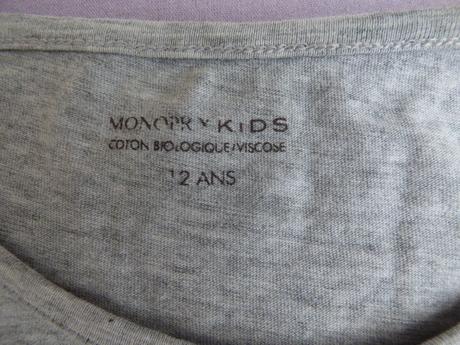 MONOPRIX KIDS
COTON BIOLOGIQUE/VISCOSE
12 ANS